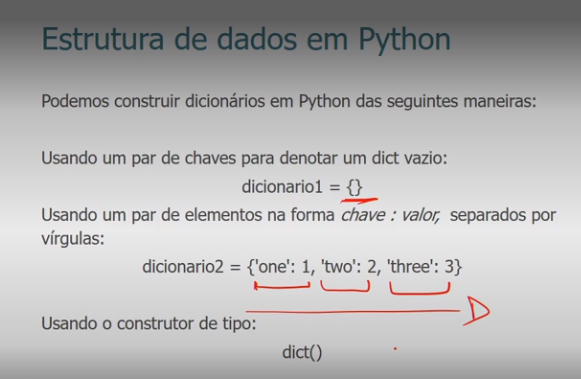 Estrutura de dados em Python
Podemos construir dicionários em Python das seguintes maneiras:
Usando um par de chaves para denotar um dict vazio:
dicionario1 = {}
Usando um par de elementos na forma chave : valor, separados por
vírgulas:
dicionario2 = {'one': 1, 'two': 2, 'three': 3}
D
Usando o construtor de tipo:
dict()